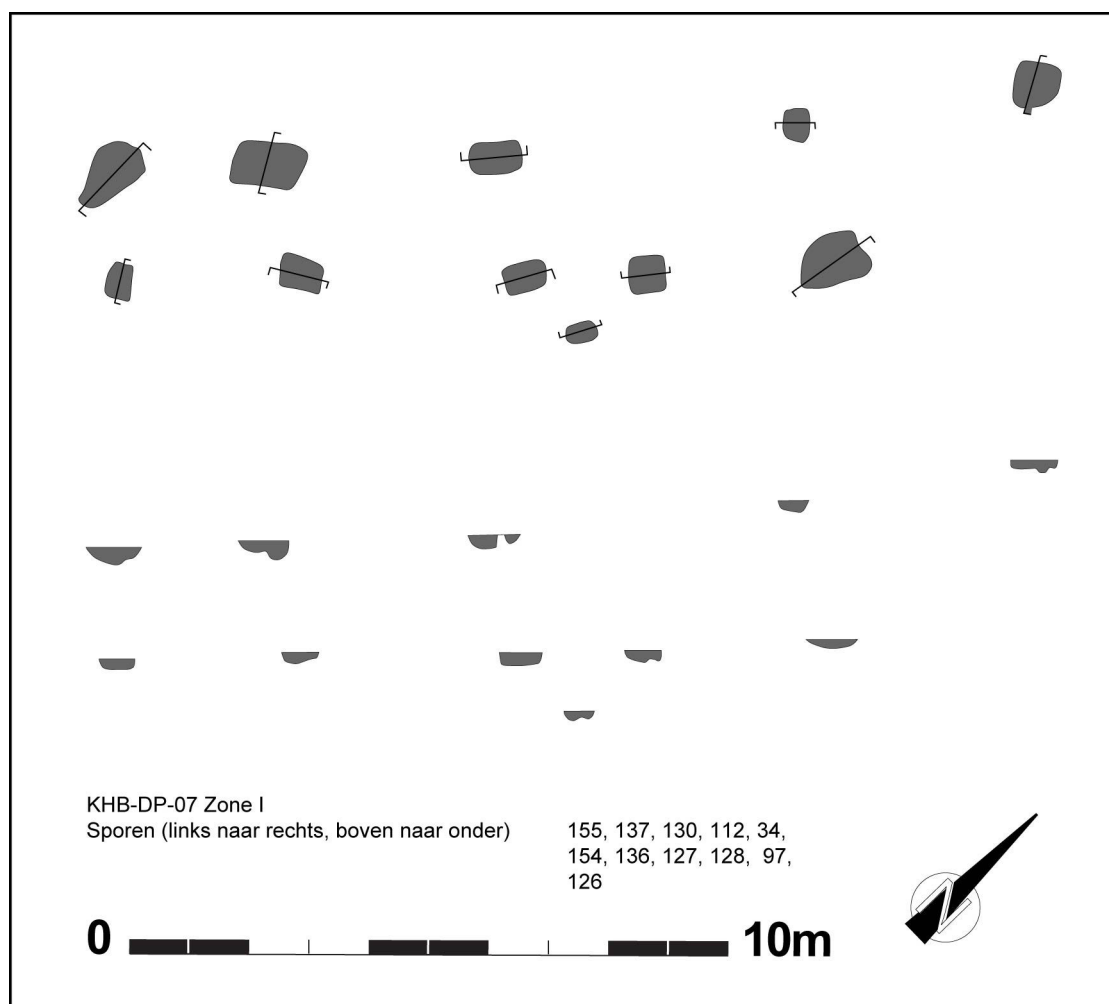 KHB-DP-07 Zone I
Sporen (links naar rechts, boven naar onder) 155, 137, 130, 112, 34,
154, 136, 127, 128, 97,
126
0 10m
N